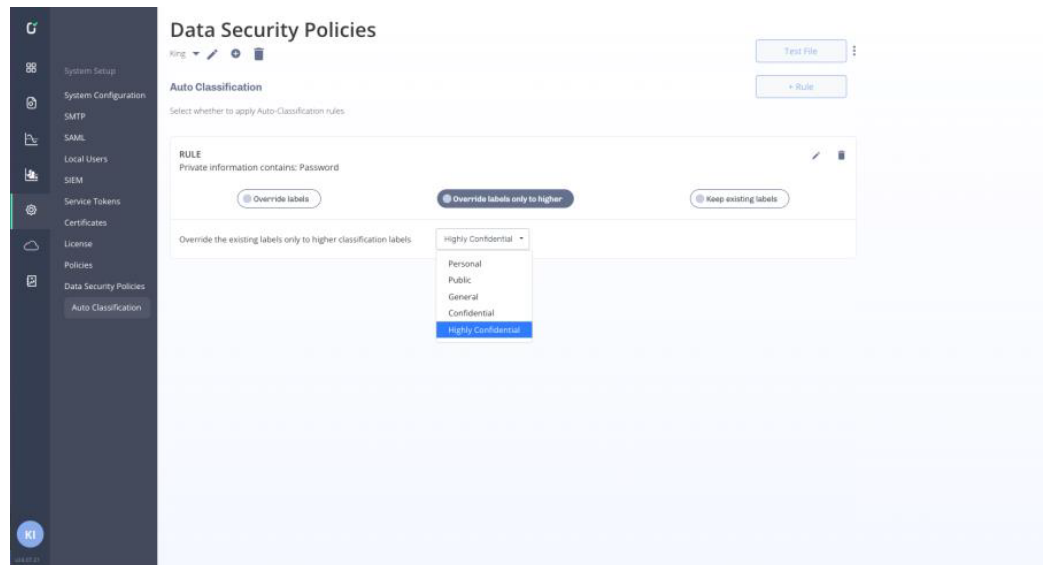 Data Security Policies
King
Test File
System Setup
System Configuration
SMTP
SAML
Local Users
SIEM
Service Tokens
Certificates
License
Policies
Data Security Policies
Auto Classification
Auto Classification
+ Rule
Select whether to apply Auto-Classification rules
RULE
Private information contains: Password
Override labels
Override labels only to higher
Keep existing labels
Override the existing labels only to higher classification labels
Highly Confidential
Personal
Public
General
Confidential
Highly Confidential
KI